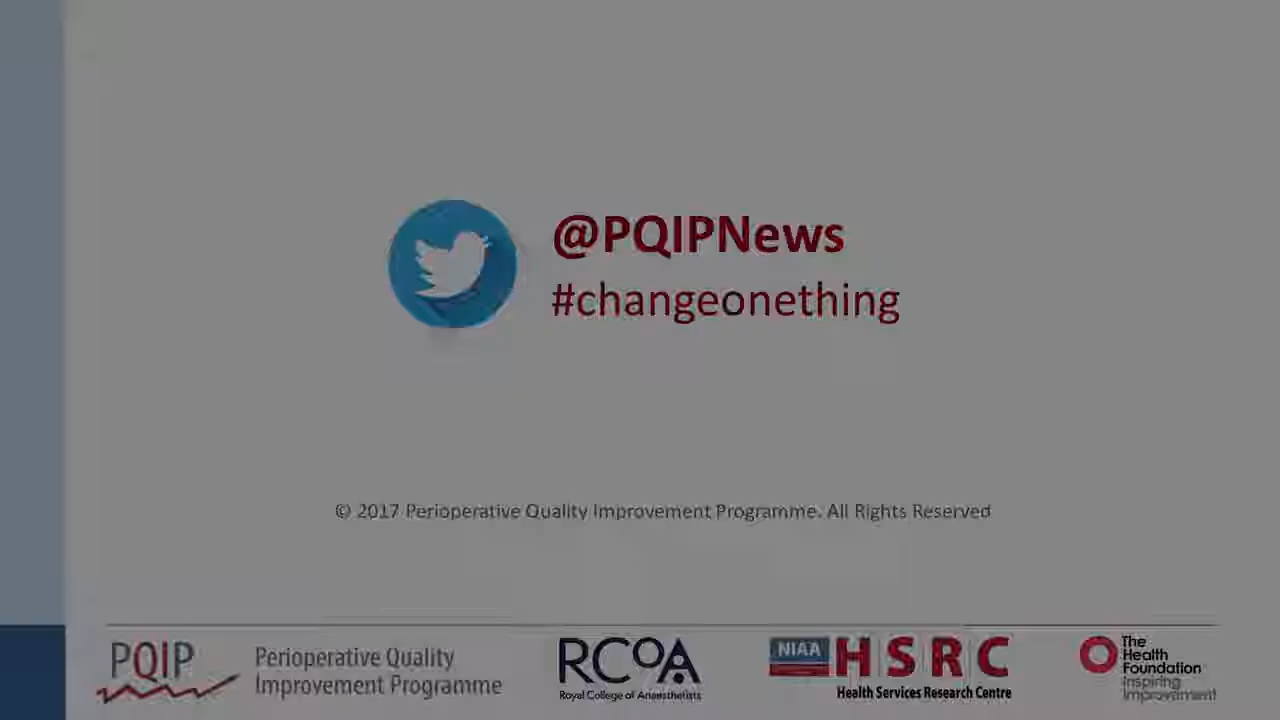 @PQIPNews
#changeonething
© 2017 Perioperative Quality Improvement Programme. All Rights Reserved
PQIP
Perioperative Quality
Improvement Programme
RCOA
Royal College of Anaesthetists
NIAA
HSRC
Health Services Research Centre
The
Health
Foundation
Inspiring
Improvement